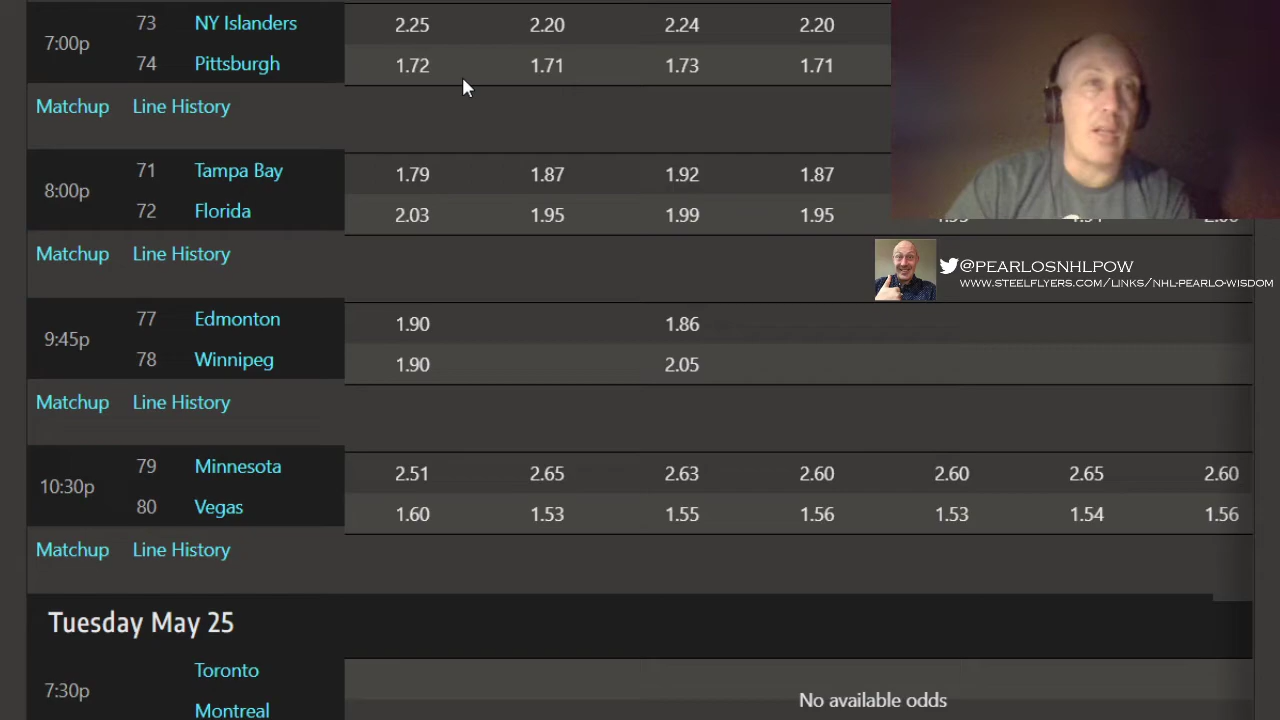 7:00p 73 NY Islanders 2.25 2.20 2.24 2.20
74 Pittsburgh 1.72 1.71 1.73 1.71
Matchup Line History
8:00p 71 Tampa Bay 1.79 1.87 1.92 1.87
72 Florida 2.03 1.95 1.99 1.95
Matchup Line History
@PEARLOSNHLPOW
WWW.STEELFLYERS.COM/LINKS/NHL-PEARLO-WISDOM
9:45p 77 Edmonton 1.90 1.86
78 Winnipeg 1.90 2.05
Matchup Line History
10:30p 79 Minnesota 2.51 2.65 2.63 2.60 2.60 2.65 2.60
80 Vegas 1.60 1.53 1.55 1.56 1.53 1.54 1.56
Matchup Line History
Tuesday May 25
7:30p Toronto
No available odds
Montreal